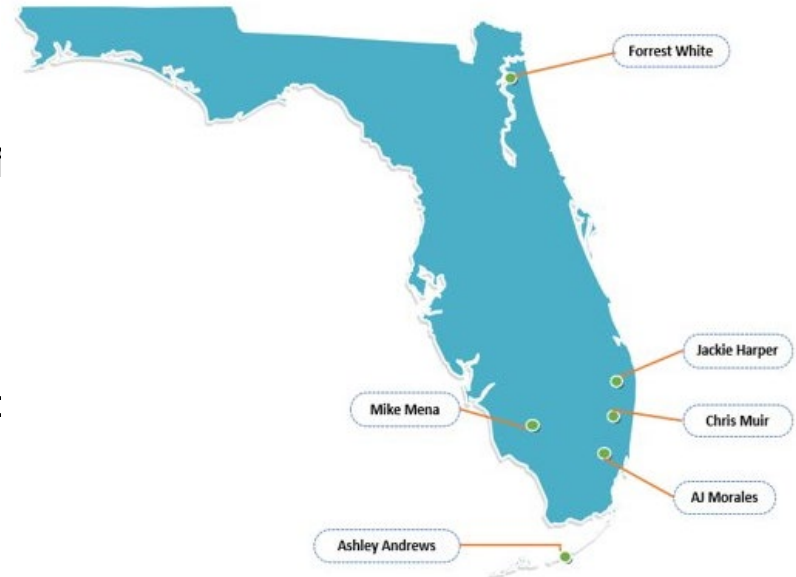 Forrest White
Jackie Harper
Mike Mena
Chris Muir
AJ Morales
Ashley Andrews